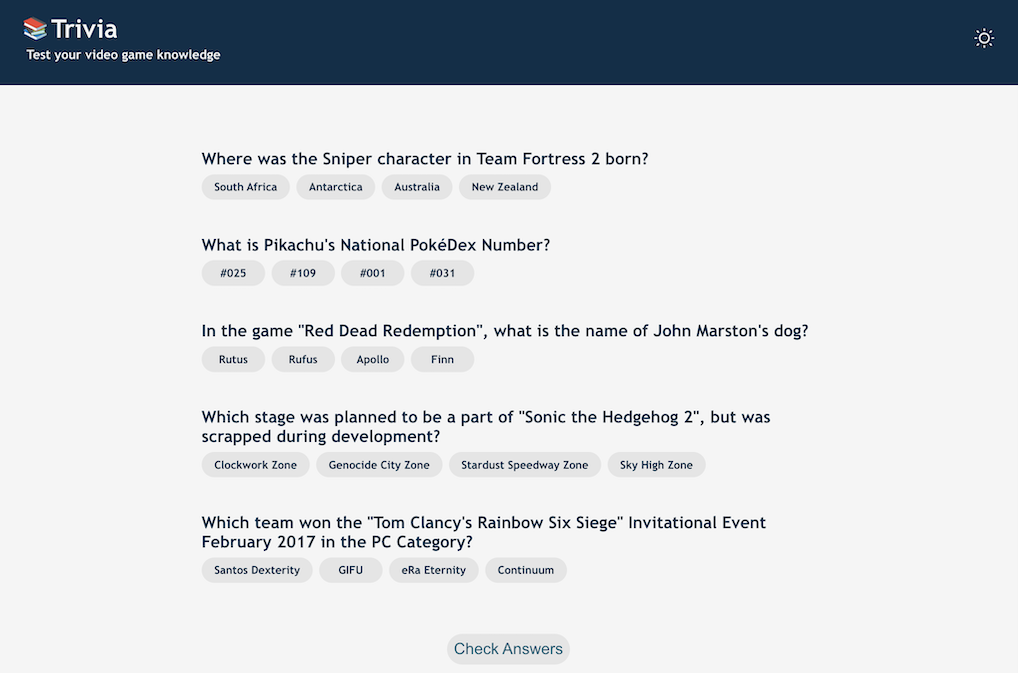 Trivia
Test your video game knowledge
Where was the Sniper character in Team Fortress 2 born?
South Africa Antarctica Australia New Zealand
What is Pikachu's National PokéDex Number?
#025 #109 #001 #031
In the game "Red Dead Redemption", what is the name of John Marston's dog?
Rutus Rufus Apollo Finn
Which stage was planned to be a part of "Sonic the Hedgehog 2", but was
scrapped during development?
Clockwork Zone Genocide City Zone Stardust Speedway Zone Sky High Zone
Which team won the "Tom Clancy's Rainbow Six Siege" Invitational Event
February 2017 in the PC Category?
Santos Dexterity GIFU eRa Eternity Continuum
Check Answers